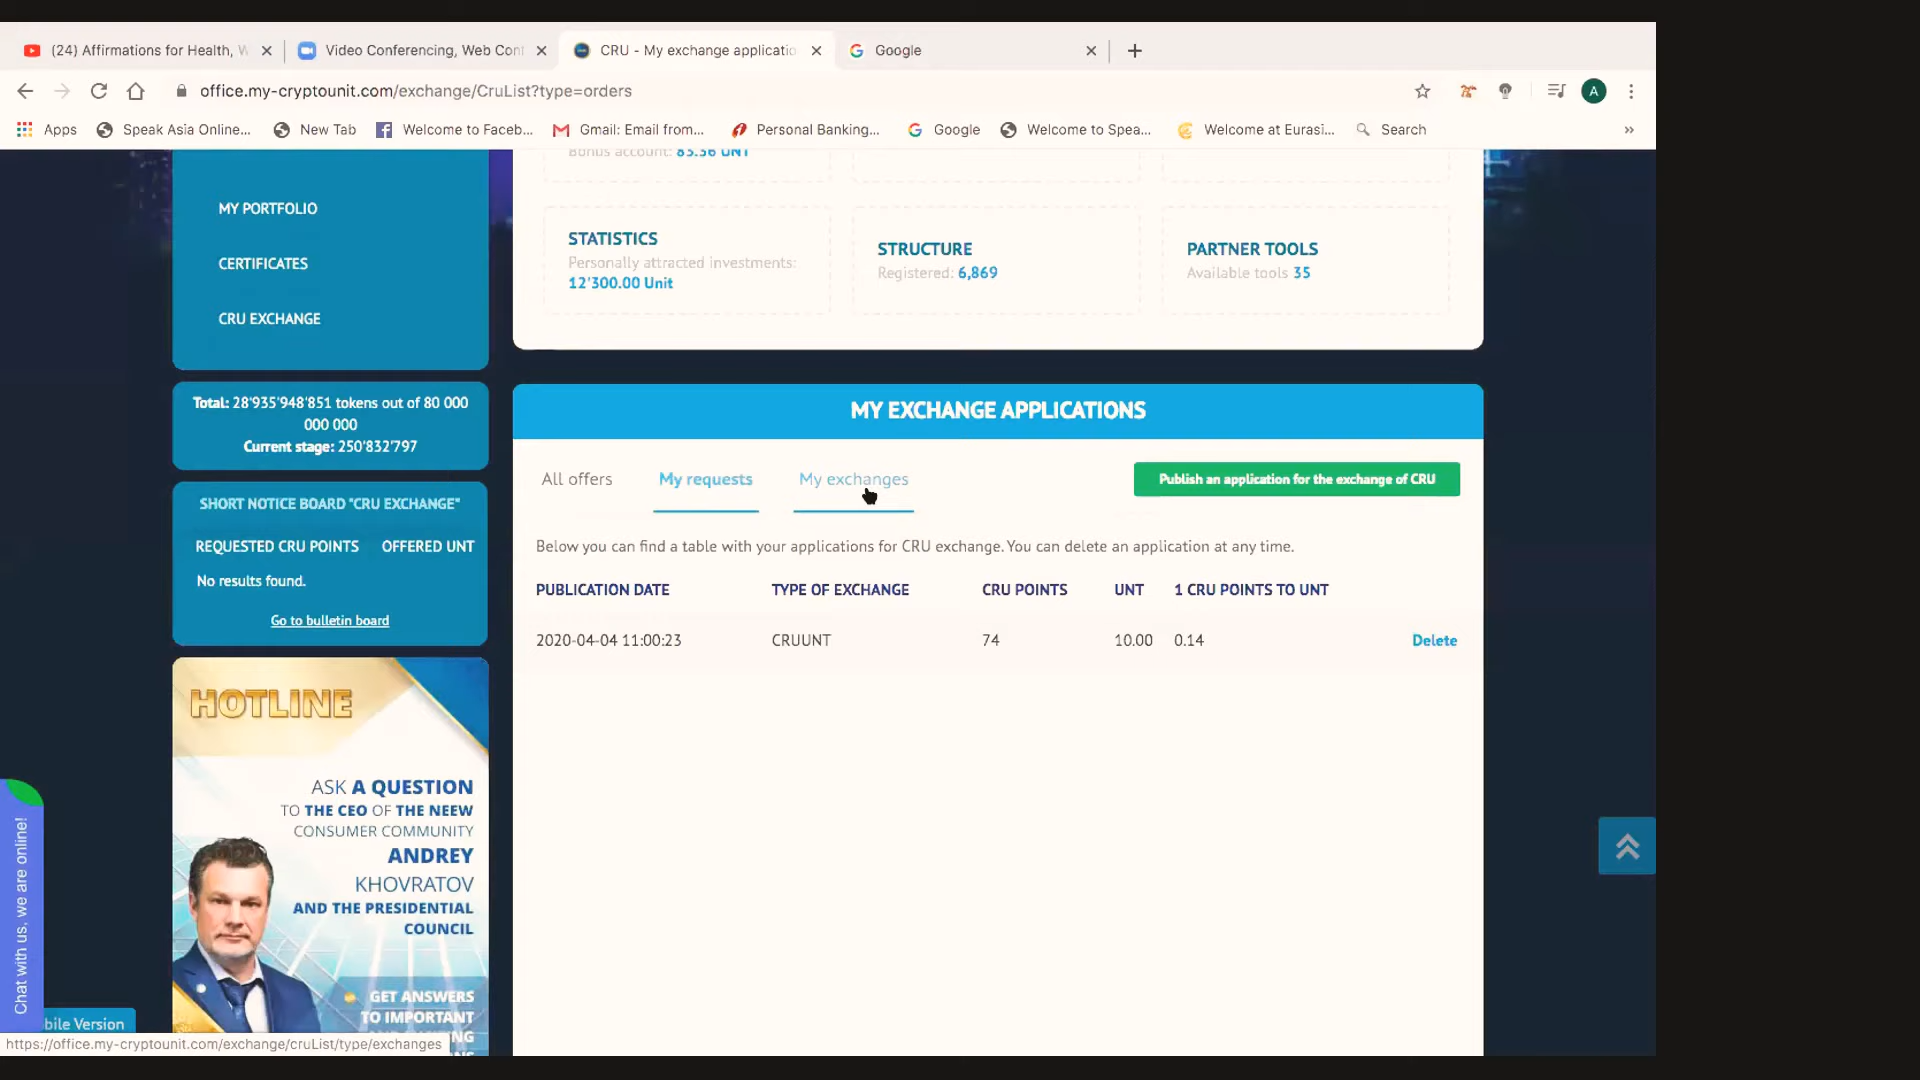 (24) Affirmations for Health, W
Video Conferencing, Web Conf
CRU - My exchange applicatio
Google
office.my-cryptounit.com/exchange/CruList?type=orders
A
Apps
Speak Asia Online...
New Tab
Welcome to Faceb...
Gmail: Email from...
Personal Banking...
Google
Welcome to Spea...
Welcome at Eurasi...
Search
Bonus account: 83.36 UNT
MY PORTFOLIO
CERTIFICATES
CRU EXCHANGE
STATISTICS
Personally attracted investments:
12'300.00 Unit
STRUCTURE
Registered: 6,869
PARTNER TOOLS
Available tools 35
Total: 28'935'948'851 tokens out of 80 000
000 000
Current stage: 250'832'797
SHORT NOTICE BOARD "CRU EXCHANGE"
REQUESTED CRU POINTS OFFERED UNT
No results found.
Go to bulletin board
MY EXCHANGE APPLICATIONS
All offers
My requests
My exchanges
Publish an application for the exchange of CRU
Below you can find a table with your applications for CRU exchange. You can delete an application at any time.
PUBLICATION DATE TYPE OF EXCHANGE CRU POINTS UNT 1 CRU POINTS TO UNT
2020-04-04 11:00:23 CRUUNT 74 10.00 0.14 Delete
HOTLINE
ASK A QUESTION
TO THE CEO OF THE NEEW
CONSUMER COMMUNITY
ANDREY
KHOVRATOV
AND THE PRESIDENTIAL
COUNCIL
GET ANSWERS
TO IMPORTANT
Chat with us, we are online!
bile Version
https://office.my-cryptounit.com/exchange/cruList/type/exchanges